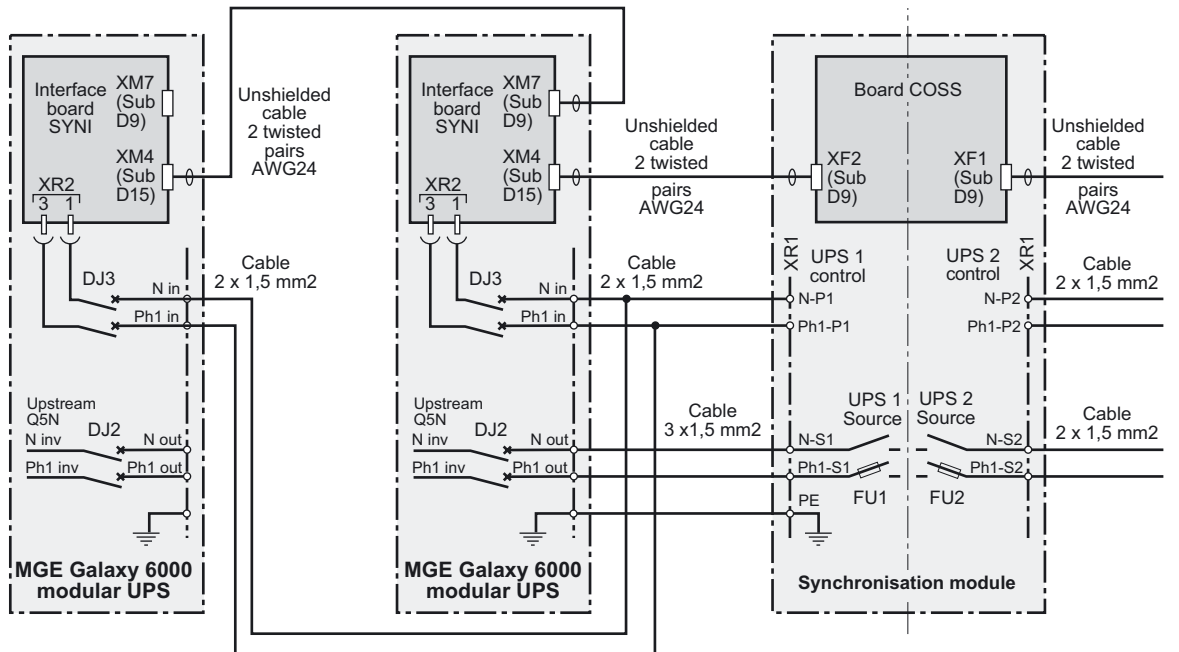 Interface
board
SYNI
XM7
(Sub
D9)
XM4
(Sub
D15)
XR2
3 1
Unshielded
cable
2 twisted
pairs
AWG24
DJ3
N in
Ph1 in
Cable
2 x 1,5 mm2
Upstream
Q5N
N inv
DJ2
N out
Ph1 inv
Ph1 out
MGE Galaxy 6000
modular UPS
Interface
board
SYNI
XM7
(Sub
D9)
XM4
(Sub
D15)
XR2
3 1
Unshielded
cable
2 twisted
pairs
AWG24
DJ3
N in
Ph1 in
Cable
2 x 1,5 mm2
Upstream
Q5N
N inv
DJ2
N out
Ph1 inv
Ph1 out
Cable
3 x1,5 mm2
MGE Galaxy 6000
modular UPS
Board COSS
XF2
(Sub
D9)
XF1
(Sub
D9)
XR1
UPS 1
control
UPS 2
control
XR1
N-P1
N-P2
Ph1-P1
Ph1-P2
UPS 1
Source
UPS 2
Source
N-S1
N-S2
Ph1-S1
Ph1-S2
FU1
FU2
PE
Synchronisation module
Unshielded
cable
2 twisted
pairs
AWG24
Cable
2 x 1,5 mm2
Cable
2 x 1,5 mm2